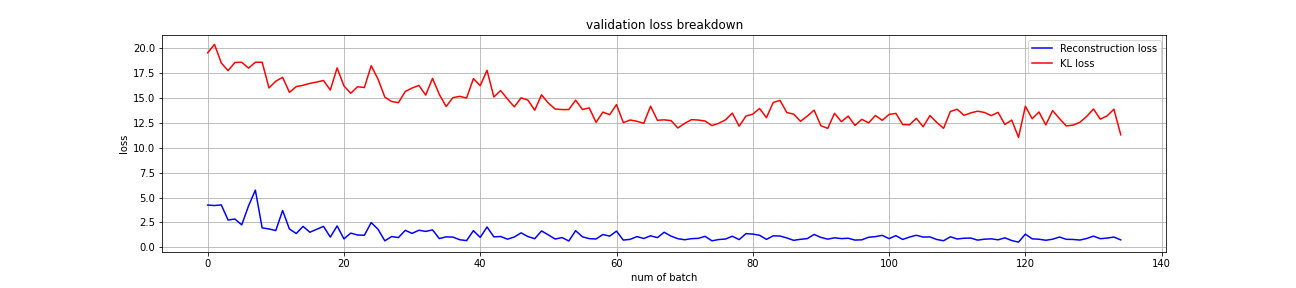 validation loss breakdown
20.0
17.5
15.0
12.5
10.0
7.5
5.0
2.5
0.0
loss
Reconstruction loss
KL loss
0 20 40 60 80 100 120 140
num of batch